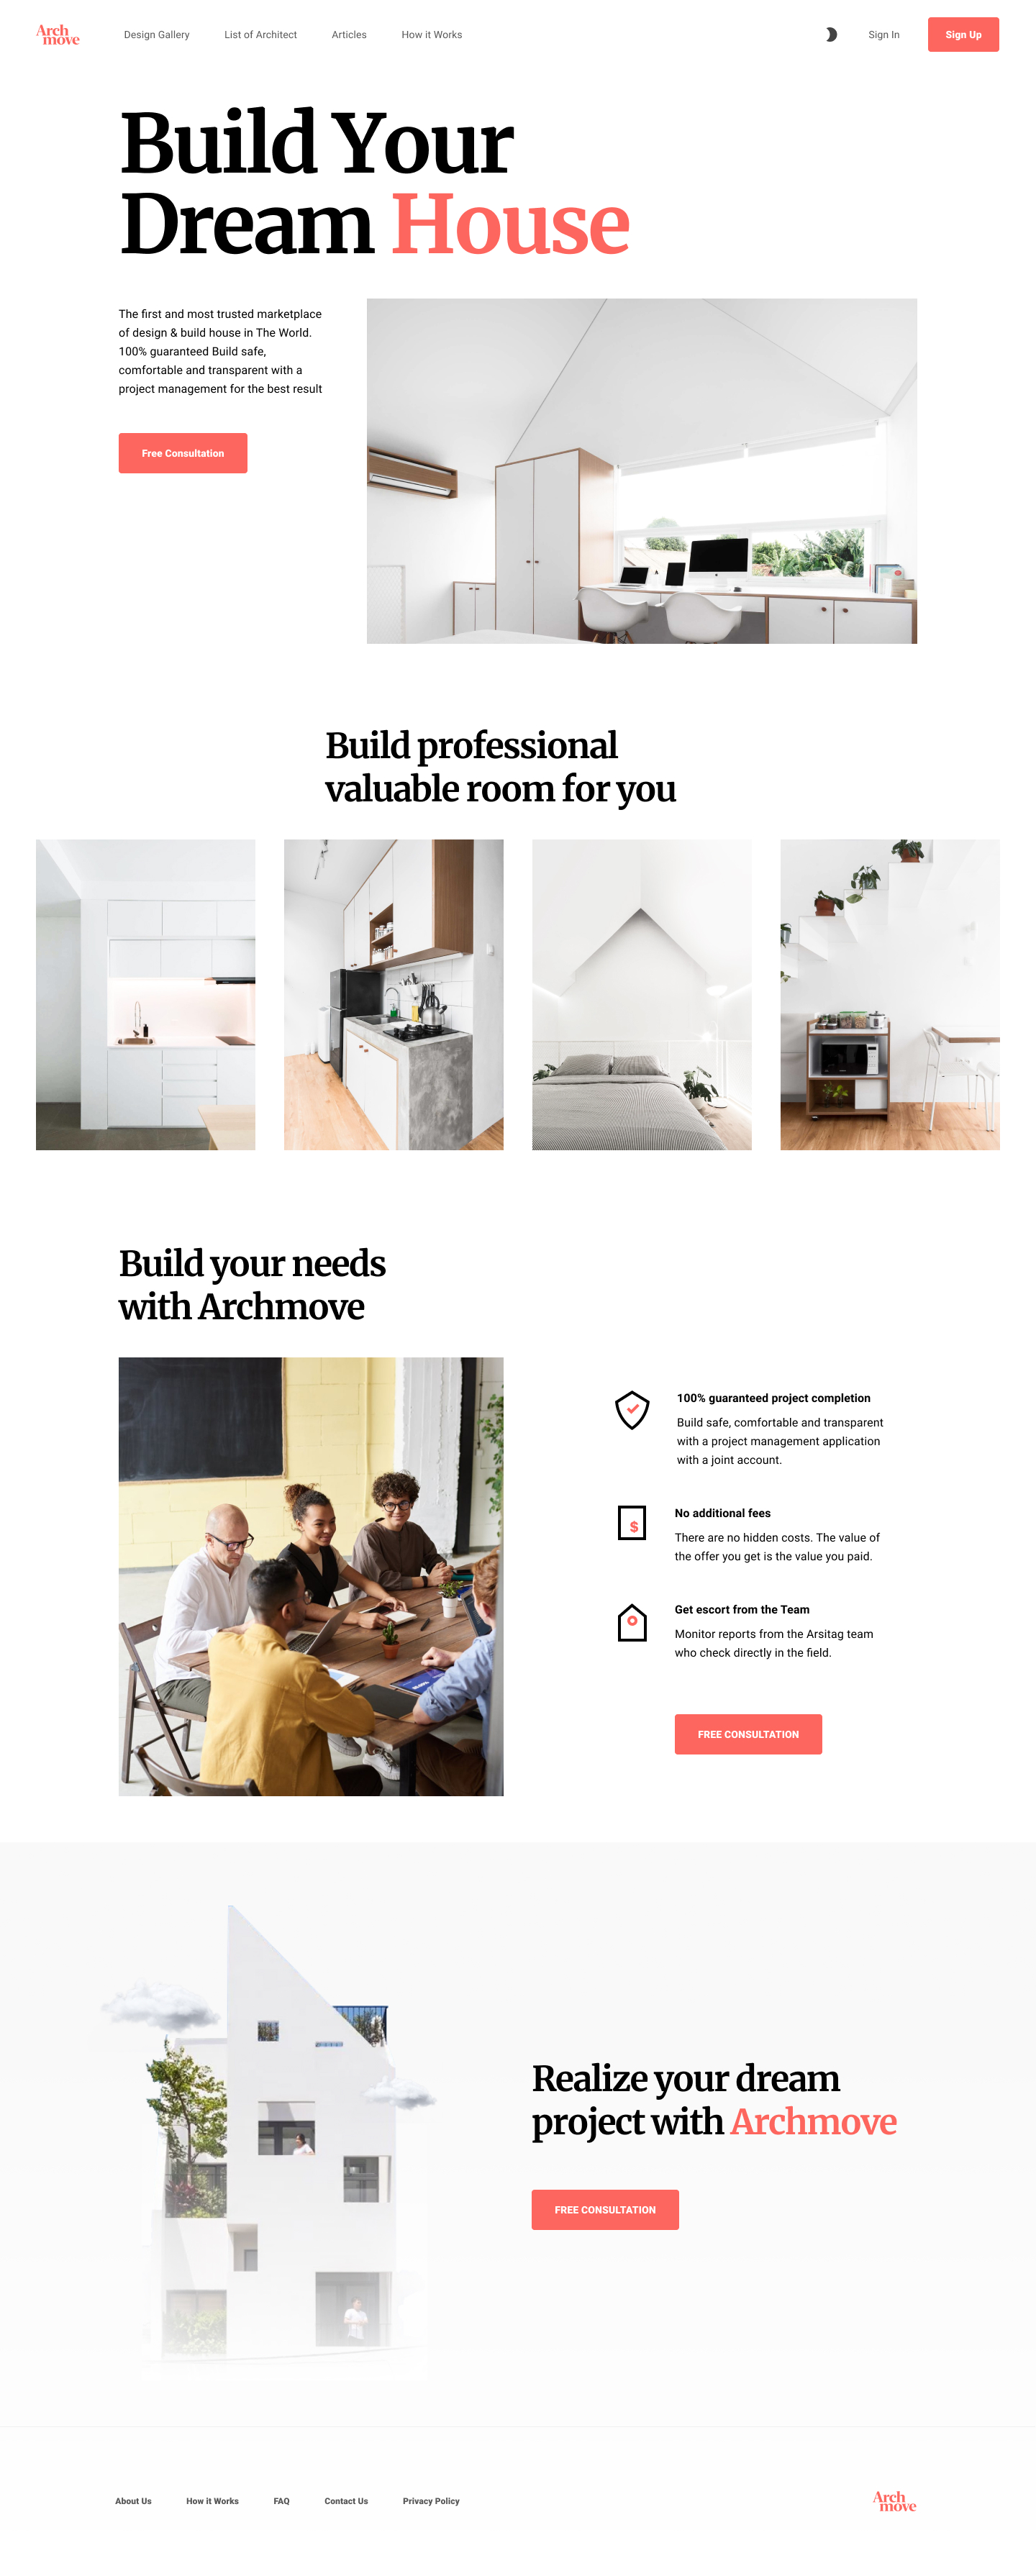 Arch
move
Design Gallery
List of Architect
Articles
How it Works
Sign In
Sign Up
Build Your
Dream House
The first and most trusted marketplace
of design & build house in The World.
100% guaranteed Build safe,
comfortable and transparent with a
project management for the best result
Free Consultation
Build professional
valuable room for you
Build your needs
with Archmove
100% guaranteed project completion
Build safe, comfortable and transparent
with a project management application
with a joint account.
$
No additional fees
There are no hidden costs. The value of
the offer you get is the value you paid.
Get escort from the Team
Monitor reports from the Arsitag team
who check directly in the field.
FREE CONSULTATION
Realize your dream
project with Archmove
FREE CONSULTATION
About Us
How it Works
FAQ
Contact Us
Privacy Policy
Arch
move